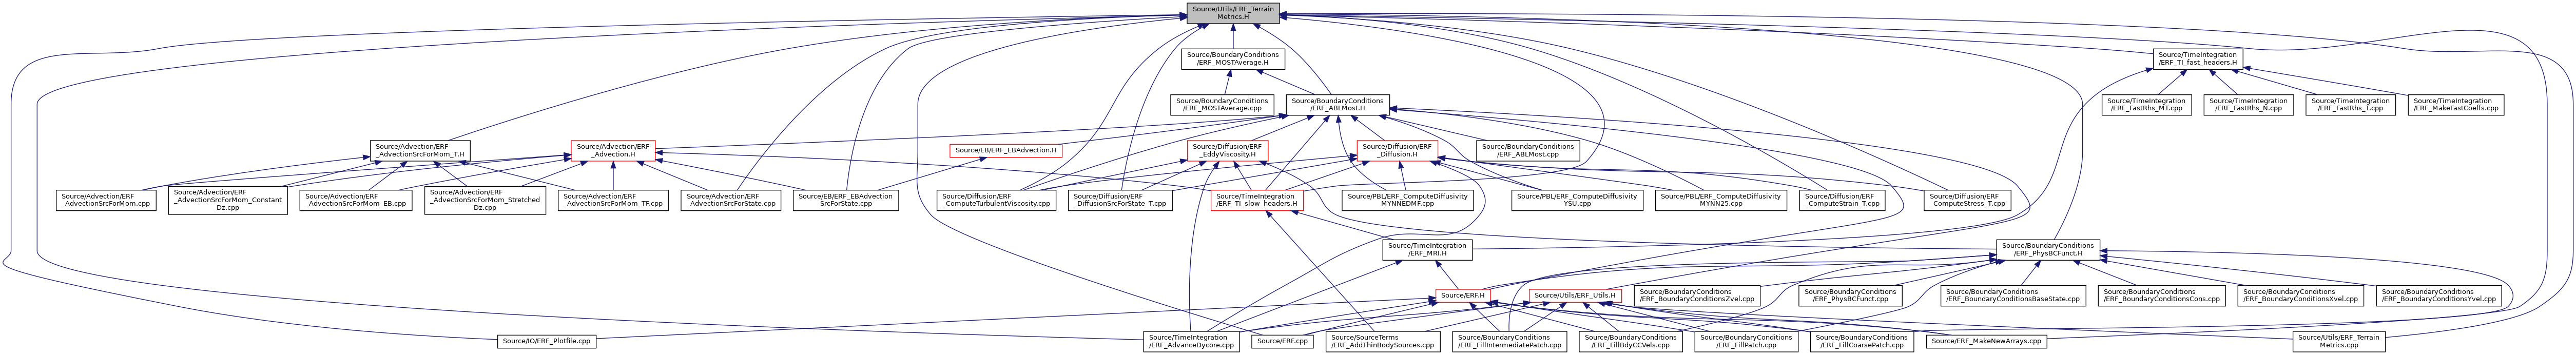 Source/Utils/ERF_Terrain
Metrics.H
Source/BoundaryConditions
/ERF_MOSTAverage.H
Source/TimeIntegration
/ERF_TI_fast_headers.H
Source/BoundaryConditions
/ERF_MOSTAverage.cpp
Source/BoundaryConditions
/ERF_ABLMost.H
Source/TimeIntegration
/ERF_FastRhs_MT.cpp
Source/TimeIntegration
/ERF_FastRhs_N.cpp
Source/TimeIntegration
/ERF_FastRhs_T.cpp
Source/TimeIntegration
/ERF_MakeFastCoeffs.cpp
Source/Advection/ERF
_AdvectionSrcForMom_T.H
Source/Advection/ERF
_Advection.H
Source/EB/ERF_EBAdvection.H
Source/Diffusion/ERF
_EddyViscosity.H
Source/Diffusion/ERF
_Diffusion.H
Source/BoundaryConditions
/ERF_ABLMost.cpp
Source/Advection/ERF
_AdvectionSrcForMom.cpp
Source/Advection/ERF
_AdvectionSrcForMom_Constant
Dz.cpp
Source/Advection/ERF
_AdvectionSrcForMom_EB.cpp
Source/Advection/ERF
_AdvectionSrcForMom_Stretched
Dz.cpp
Source/Advection/ERF
_AdvectionSrcForMom_TF.cpp
Source/Advection/ERF
_AdvectionSrcForState.cpp
Source/EB/ERF_EBAdvection
SrcForState.cpp
Source/Diffusion/ERF
_ComputeTurbulentViscosity.cpp
Source/Diffusion/ERF
_DiffusionSrcForState_T.cpp
Source/TimeIntegration
/ERF_TI_slow_headers.H
Source/PBL/ERF_ComputeDiffusivity
MYNNEDMF.cpp
Source/PBL/ERF_ComputeDiffusivity
YSU.cpp
Source/PBL/ERF_ComputeDiffusivity
MYNN25.cpp
Source/Diffusion/ERF
_ComputeStrain_T.cpp
Source/Diffusion/ERF
_ComputeStress_T.cpp
Source/TimeIntegration
/ERF_MRI.H
Source/BoundaryConditions
/ERF_PhysBCFunct.H
Source/ERF.H
Source/Utils/ERF_Utils.H
Source/BoundaryConditions
/ERF_BoundaryConditionsZvel.cpp
Source/BoundaryConditions
/ERF_PhysBCFunct.cpp
Source/BoundaryConditions
/ERF_BoundaryConditionsBaseState.cpp
Source/BoundaryConditions
/ERF_BoundaryConditionsCons.cpp
Source/BoundaryConditions
/ERF_BoundaryConditionsXvel.cpp
Source/BoundaryConditions
/ERF_BoundaryConditionsYvel.cpp
Source/IO/ERF_Plotfile.cpp
Source/TimeIntegration
/ERF_AdvanceDycore.cpp
Source/ERF.cpp
Source/SourceTerms
/ERF_AddThinBodySources.cpp
Source/BoundaryConditions
/ERF_FillIntermediatePatch.cpp
Source/BoundaryConditions
/ERF_FillBdyCCVels.cpp
Source/BoundaryConditions
/ERF_FillPatch.cpp
Source/BoundaryConditions
/ERF_FillCoarsePatch.cpp
Source/ERF_MakeNewArrays.cpp
Source/Utils/ERF_Terrain
Metrics.cpp